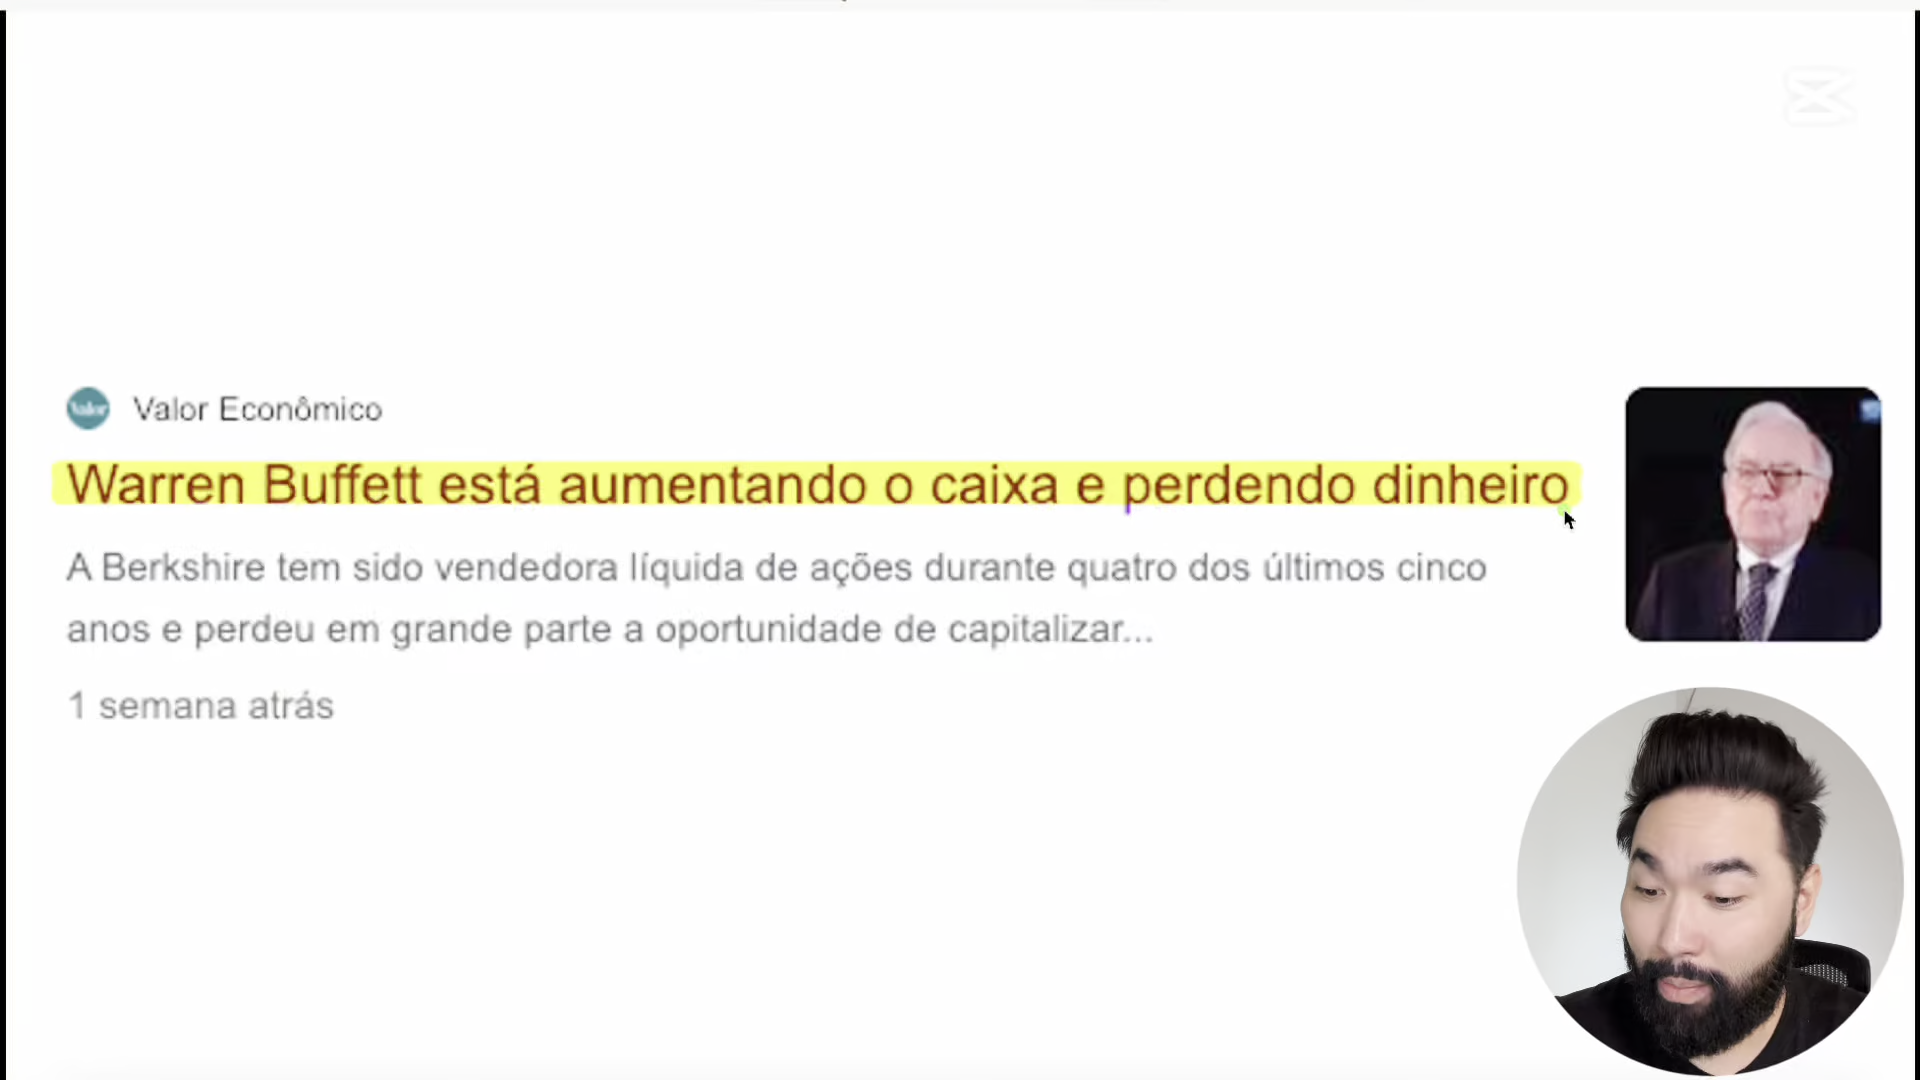 Valor
Valor Econômico
Warren Buffett está aumentando o caixa e perdendo dinheiro
A Berkshire tem sido vendedora líquida de ações durante quatro dos últimos cinco
anos e perdeu em grande parte a oportunidade de capitalizar...
1 semana atrás